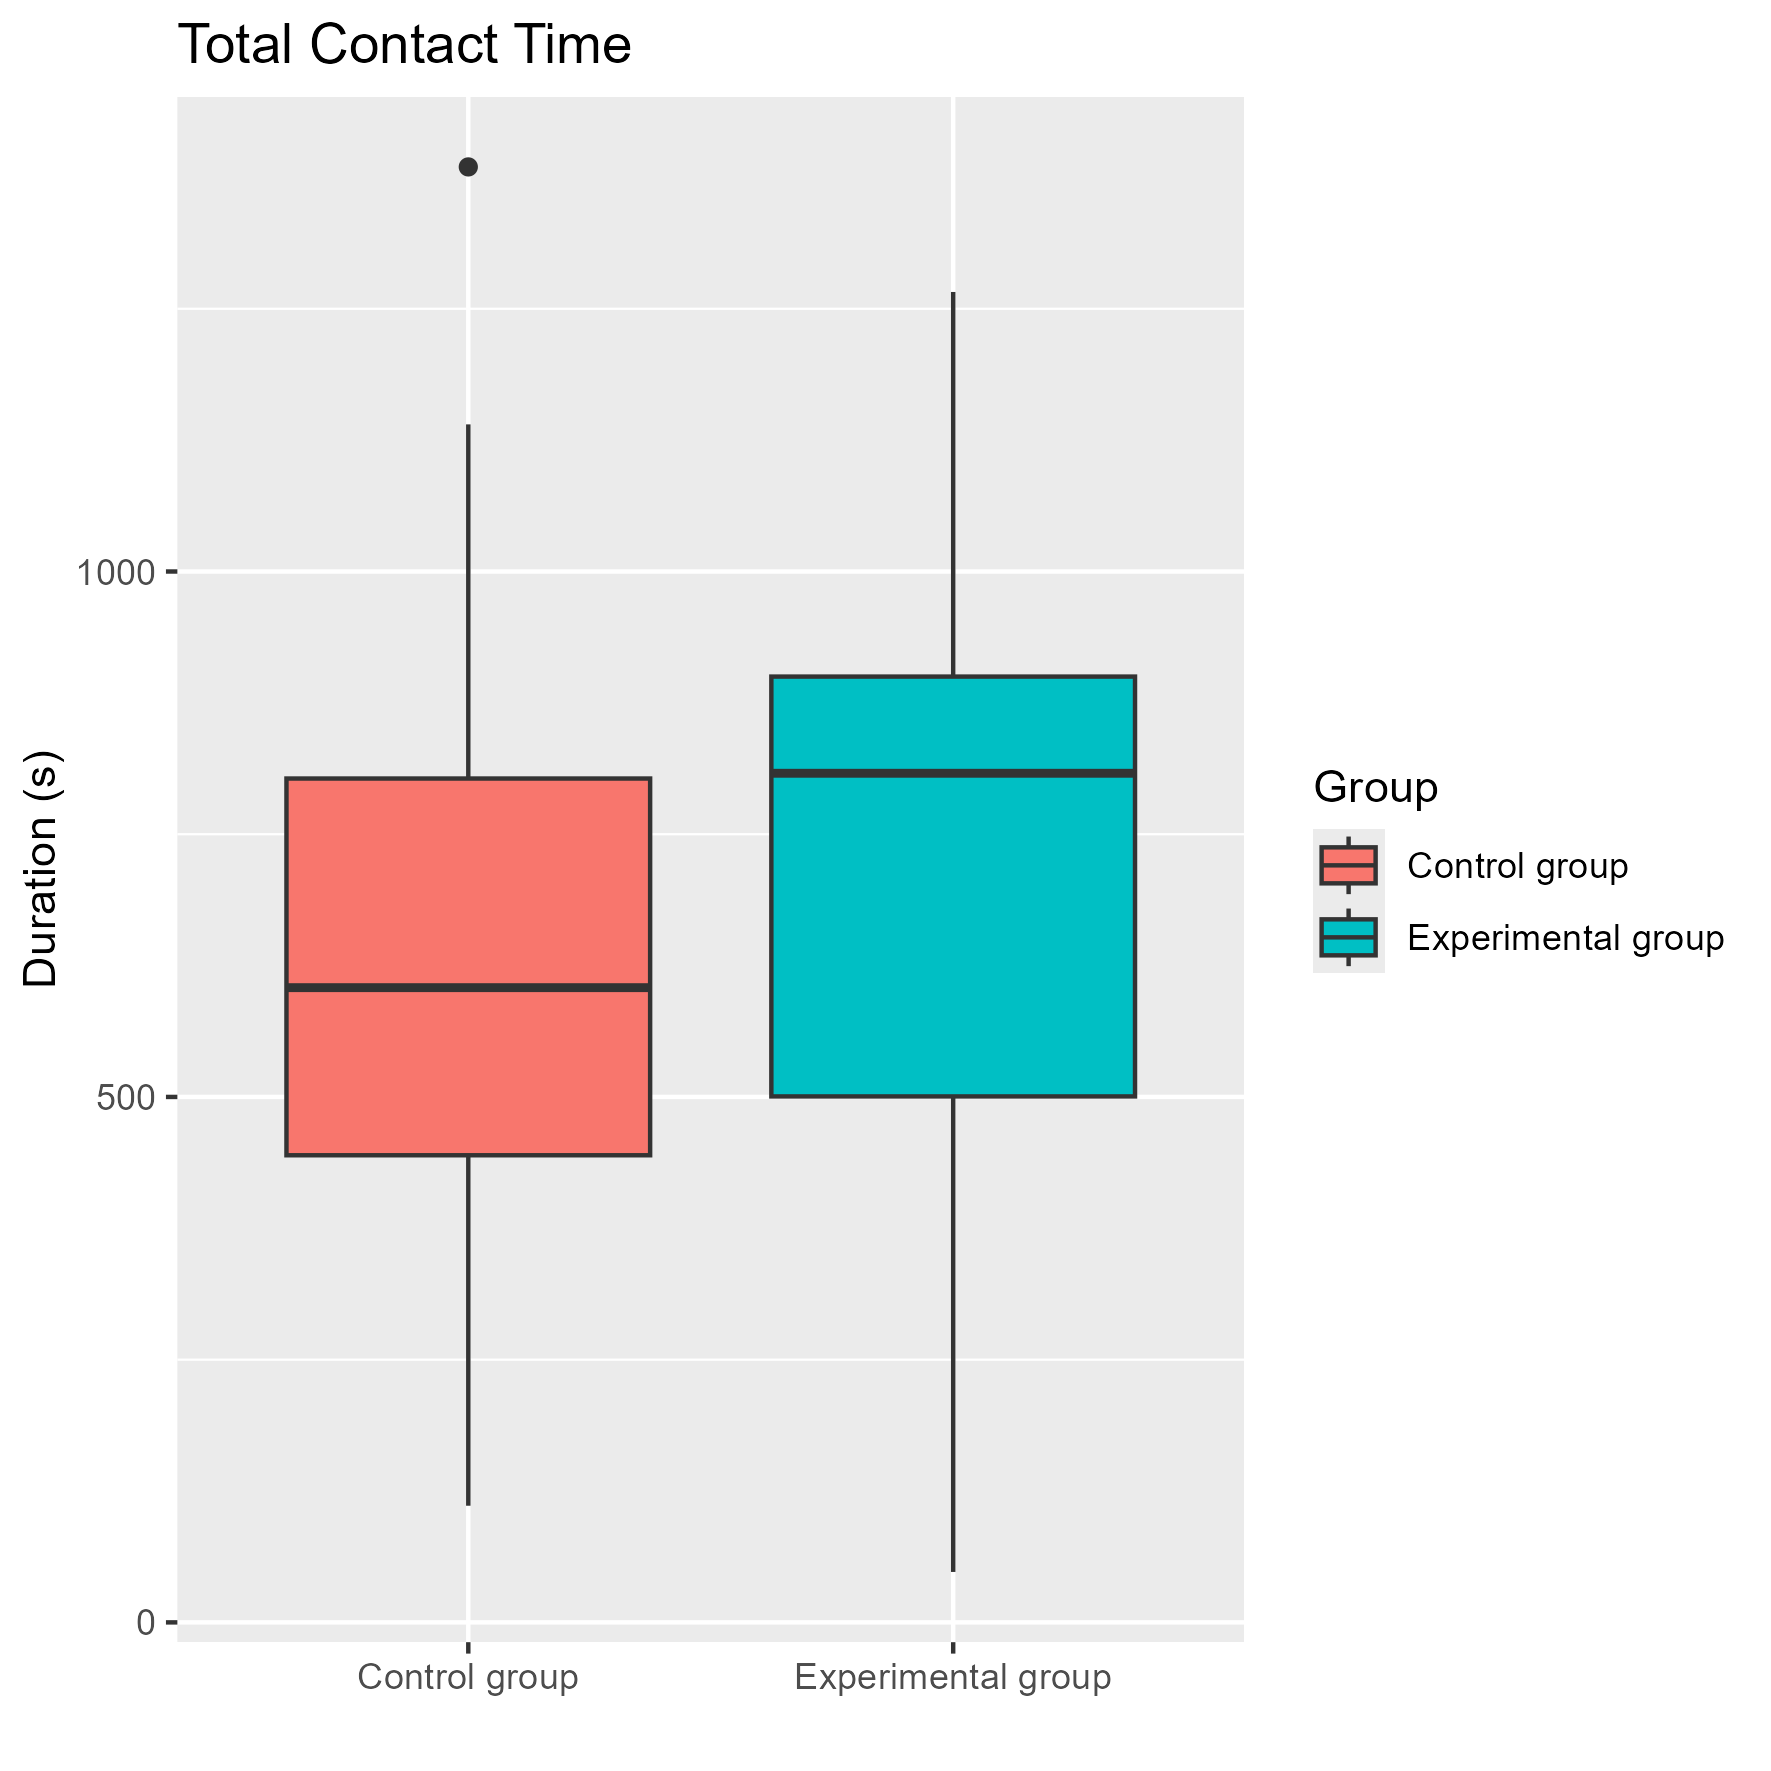 Total Contact Time
Duration (s)
1000
500
0
Control group
Experimental group
Group
Control group
Experimental group